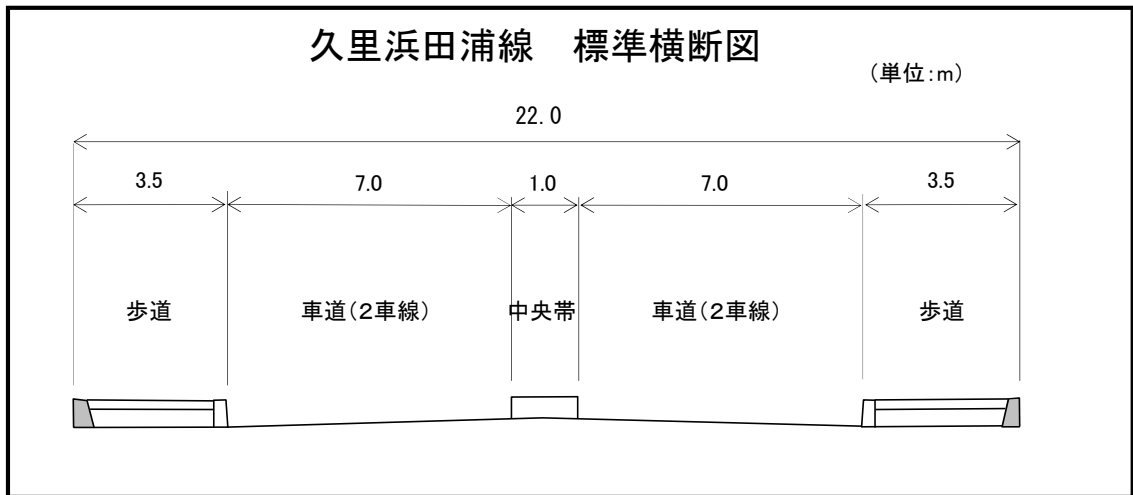 久里浜田浦線　標準横断図
（単位:m）
22.0
3.5 7.0 1.0 7.0 3.5
歩道 車道(2車線) 中央帯 車道(2車線) 歩道